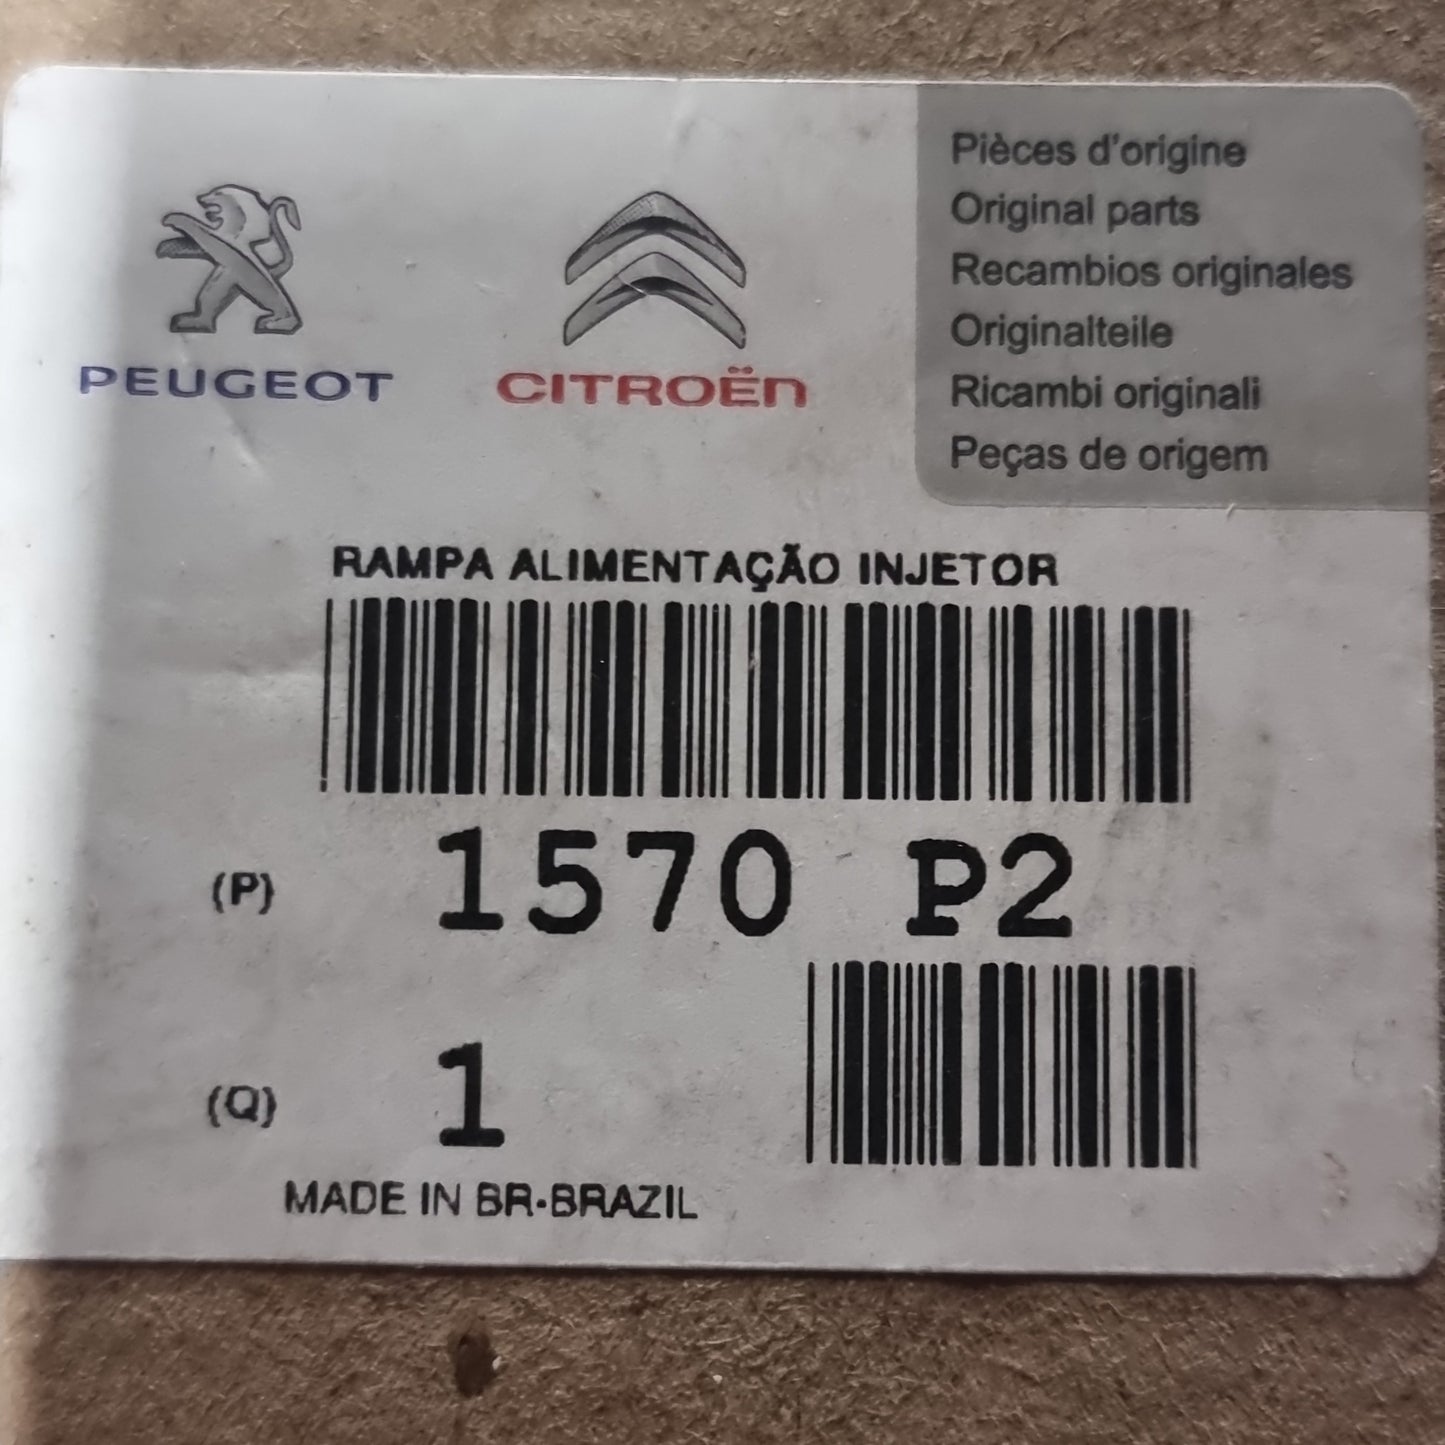 PEUGEOT
CITROËN
Pièces d'origine
Original parts
Recambios originales
Originalteile
Ricambi originali
Peças de origem
RAMPA ALIMENTAÇÃO INJETOR
(P) 1570 P2
(Q) 1
MADE IN BR-BRAZIL